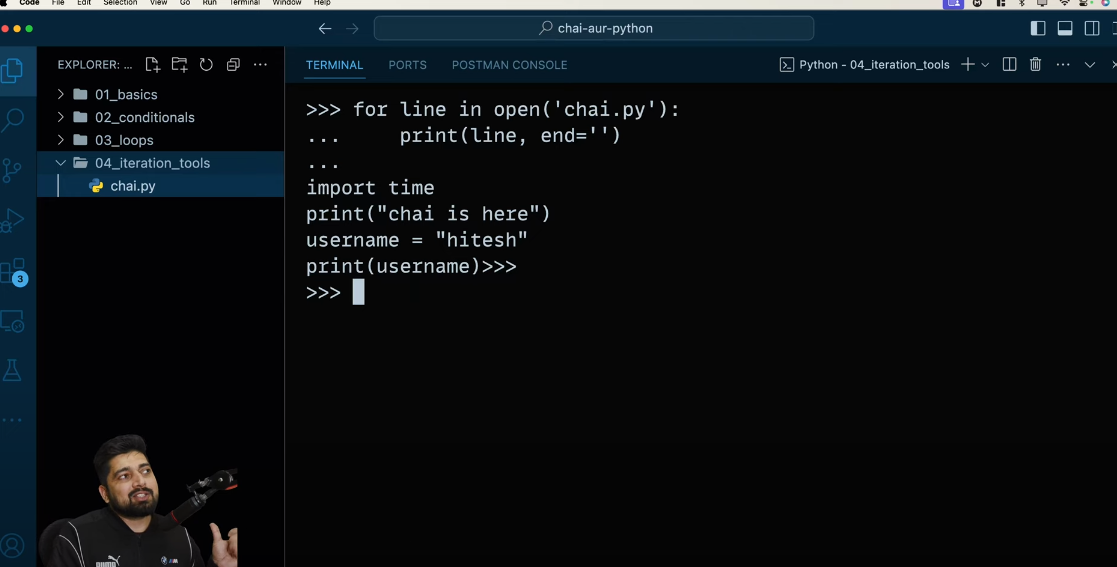 Code File Edit Selection View Go Run Terminal Window Help
chai-aur-python
EXPLORER: ...
TERMINAL PORTS POSTMAN CONSOLE
Python - 04_iteration_tools
01_basics
02_conditionals
03_loops
04_iteration_tools
chai.py
3
>>> for line in open('chai.py'):
...     print(line, end='')
...
import time
print("chai is here")
username = "hitesh"
print(username)>>>
>>>
PUMA